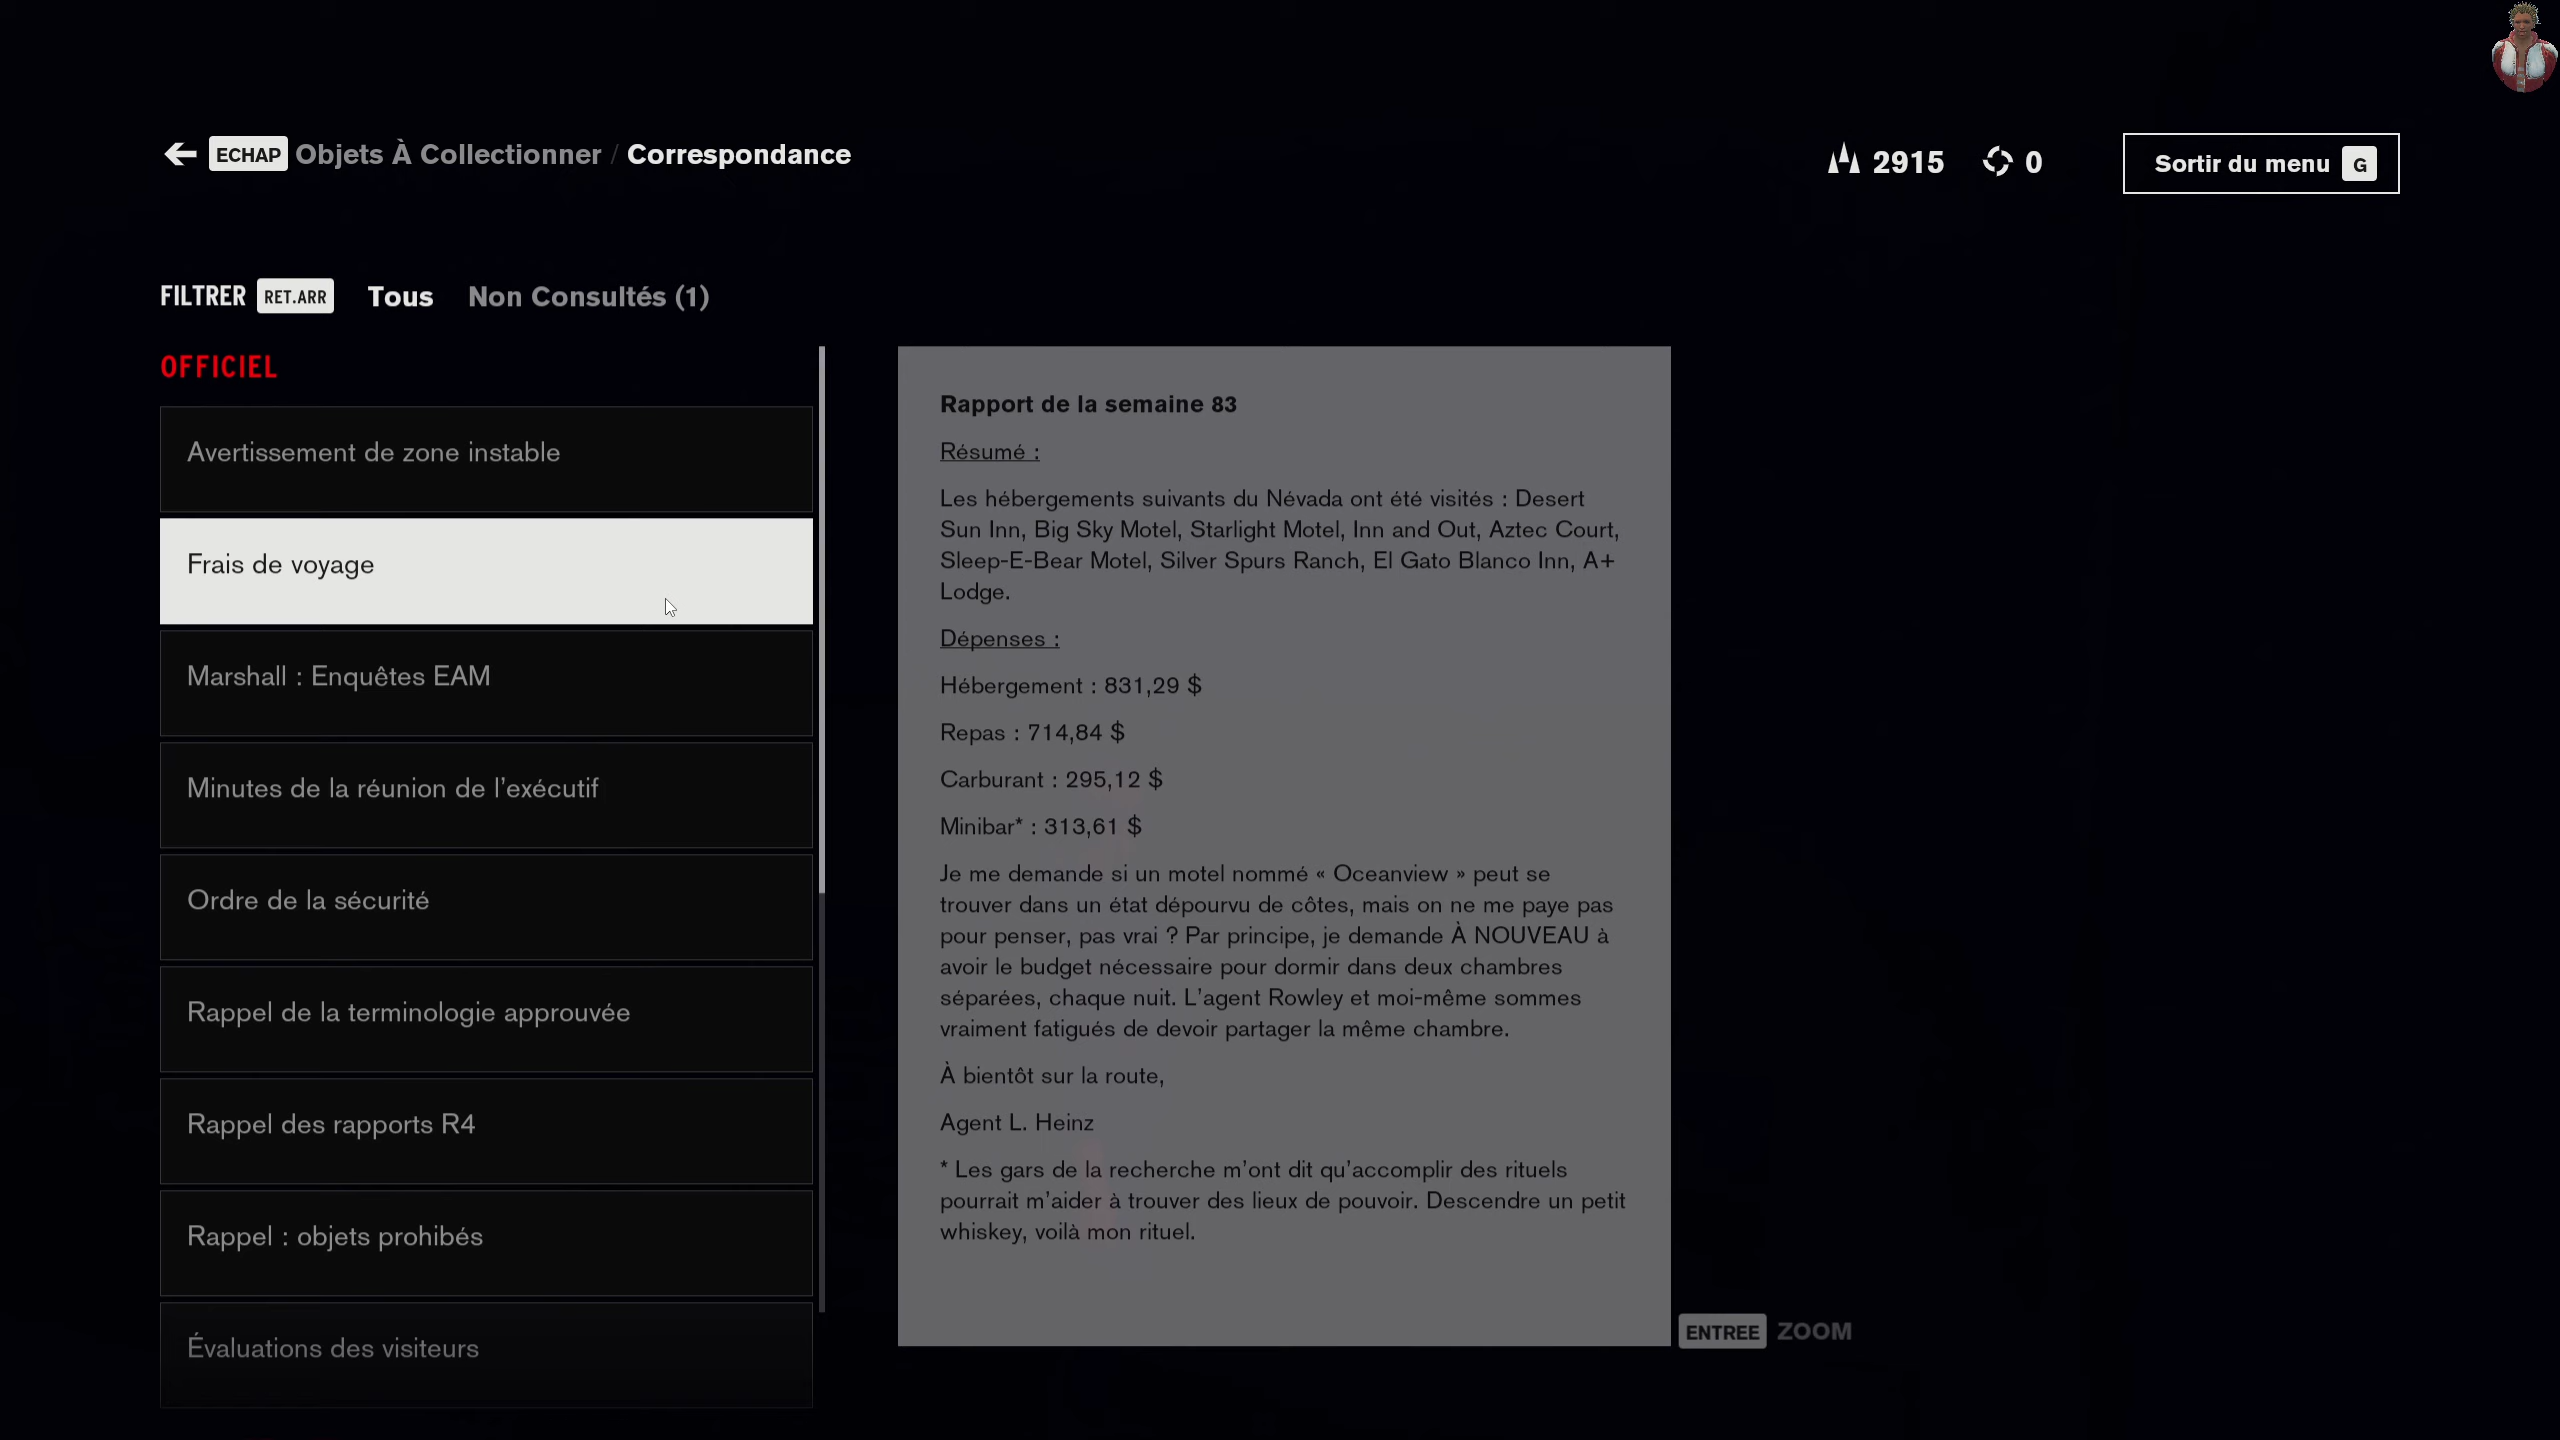 ECHAP Objets À Collectionner / Correspondance
2915 0
Sortir du menu G
FILTRER RET.ARR Tous Non Consultés (1)
OFFICIEL
Avertissement de zone instable
Frais de voyage
Marshall : Enquêtes EAM
Minutes de la réunion de l'exécutif
Ordre de la sécurité
Rappel de la terminologie approuvée
Rappel des rapports R4
Rappel : objets prohibés
Évaluations des visiteurs
Rapport de la semaine 83
Résumé :
Les hébergements suivants du Névada ont été visités : Desert
Sun Inn, Big Sky Motel, Starlight Motel, Inn and Out, Aztec Court,
Sleep-E-Bear Motel, Silver Spurs Ranch, El Gato Blanco Inn, A+
Lodge.
Dépenses :
Hébergement : 831,29 $
Repas : 714,84 $
Carburant : 295,12 $
Minibar* : 313,61 $
Je me demande si un motel nommé « Oceanview » peut se
trouver dans un état dépourvu de côtes, mais on ne me paye pas
pour penser, pas vrai ? Par principe, je demande À NOUVEAU à
avoir le budget nécessaire pour dormir dans deux chambres
séparées, chaque nuit. L'agent Rowley et moi-même sommes
vraiment fatigués de devoir partager la même chambre.
À bientôt sur la route,
Agent L. Heinz
* Les gars de la recherche m'ont dit qu'accomplir des rituels
pourrait m'aider à trouver des lieux de pouvoir. Descendre un petit
whiskey, voilà mon rituel.
ENTREE ZOOM